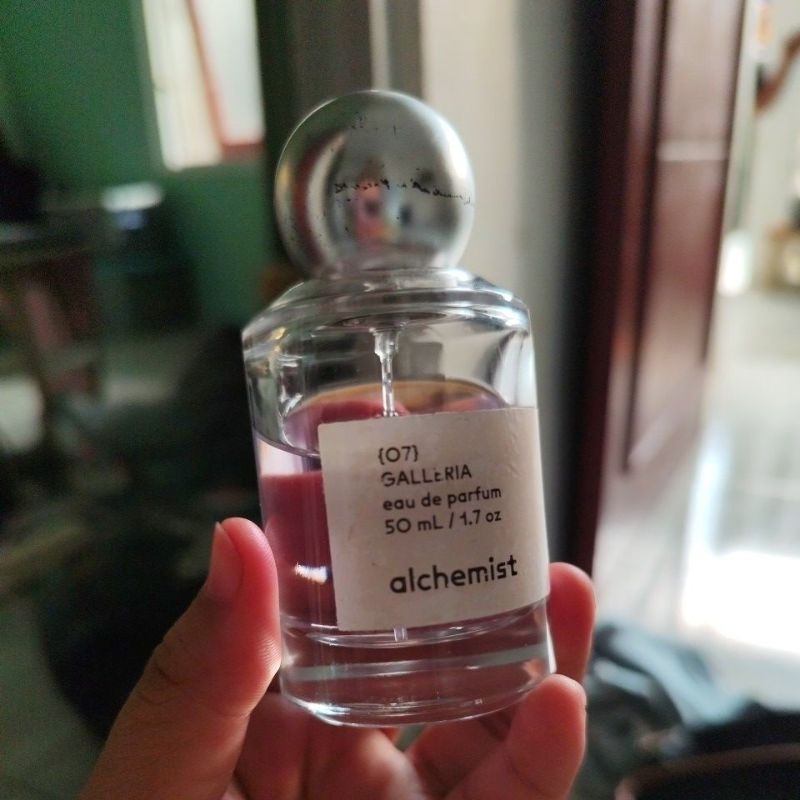 {07}
GALLERIA
eau de parfum
50 mL / 1.7 oz
alchemist